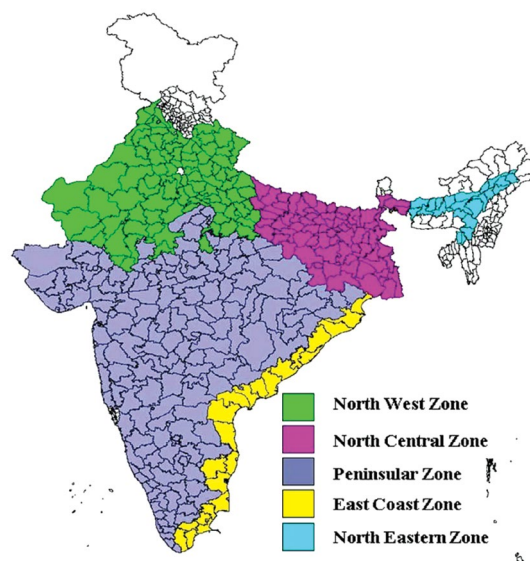 North West Zone
North Central Zone
Peninsular Zone
East Coast Zone
North Eastern Zone